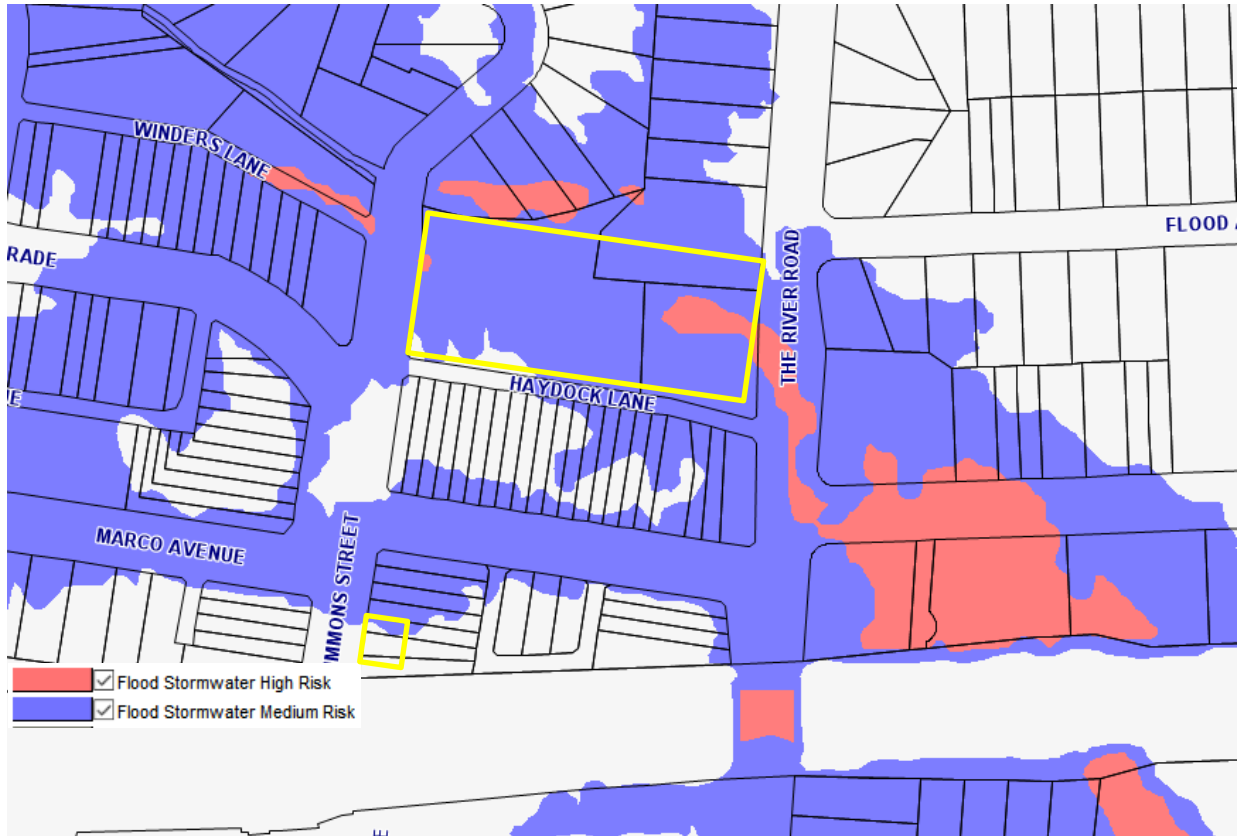 WINDERS LANE
FLOOD
RADE
THE RIVER ROAD
HAYDOCK LANE
MARCO AVENUE
IMMONS STREET
Flood Stormwater High Risk
Flood Stormwater Medium Risk